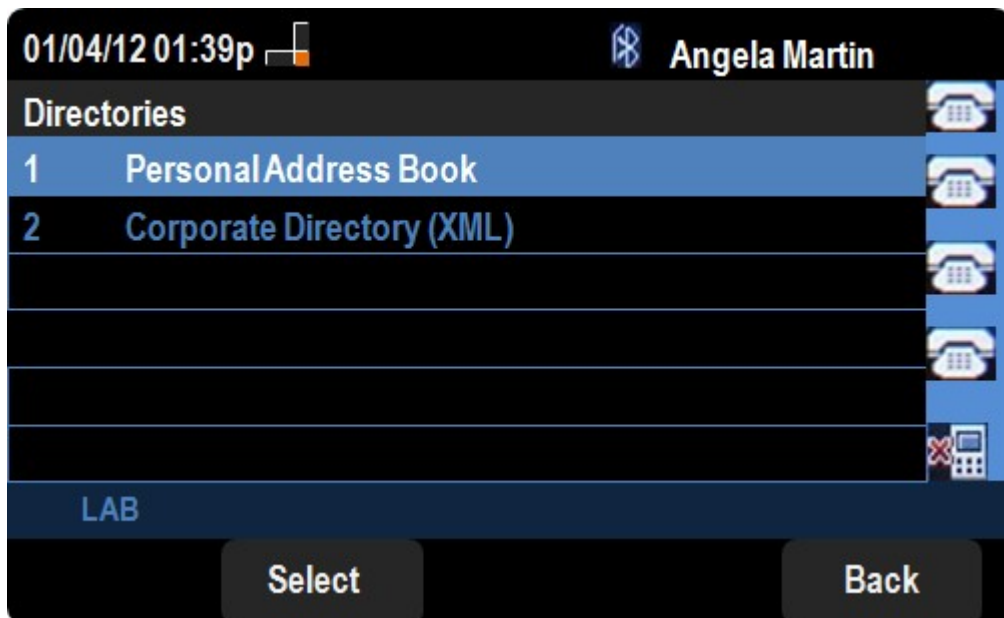 01/04/12 01:39p Angela Martin
Directories
1 Personal Address Book
2 Corporate Directory (XML)
LAB
Select Back